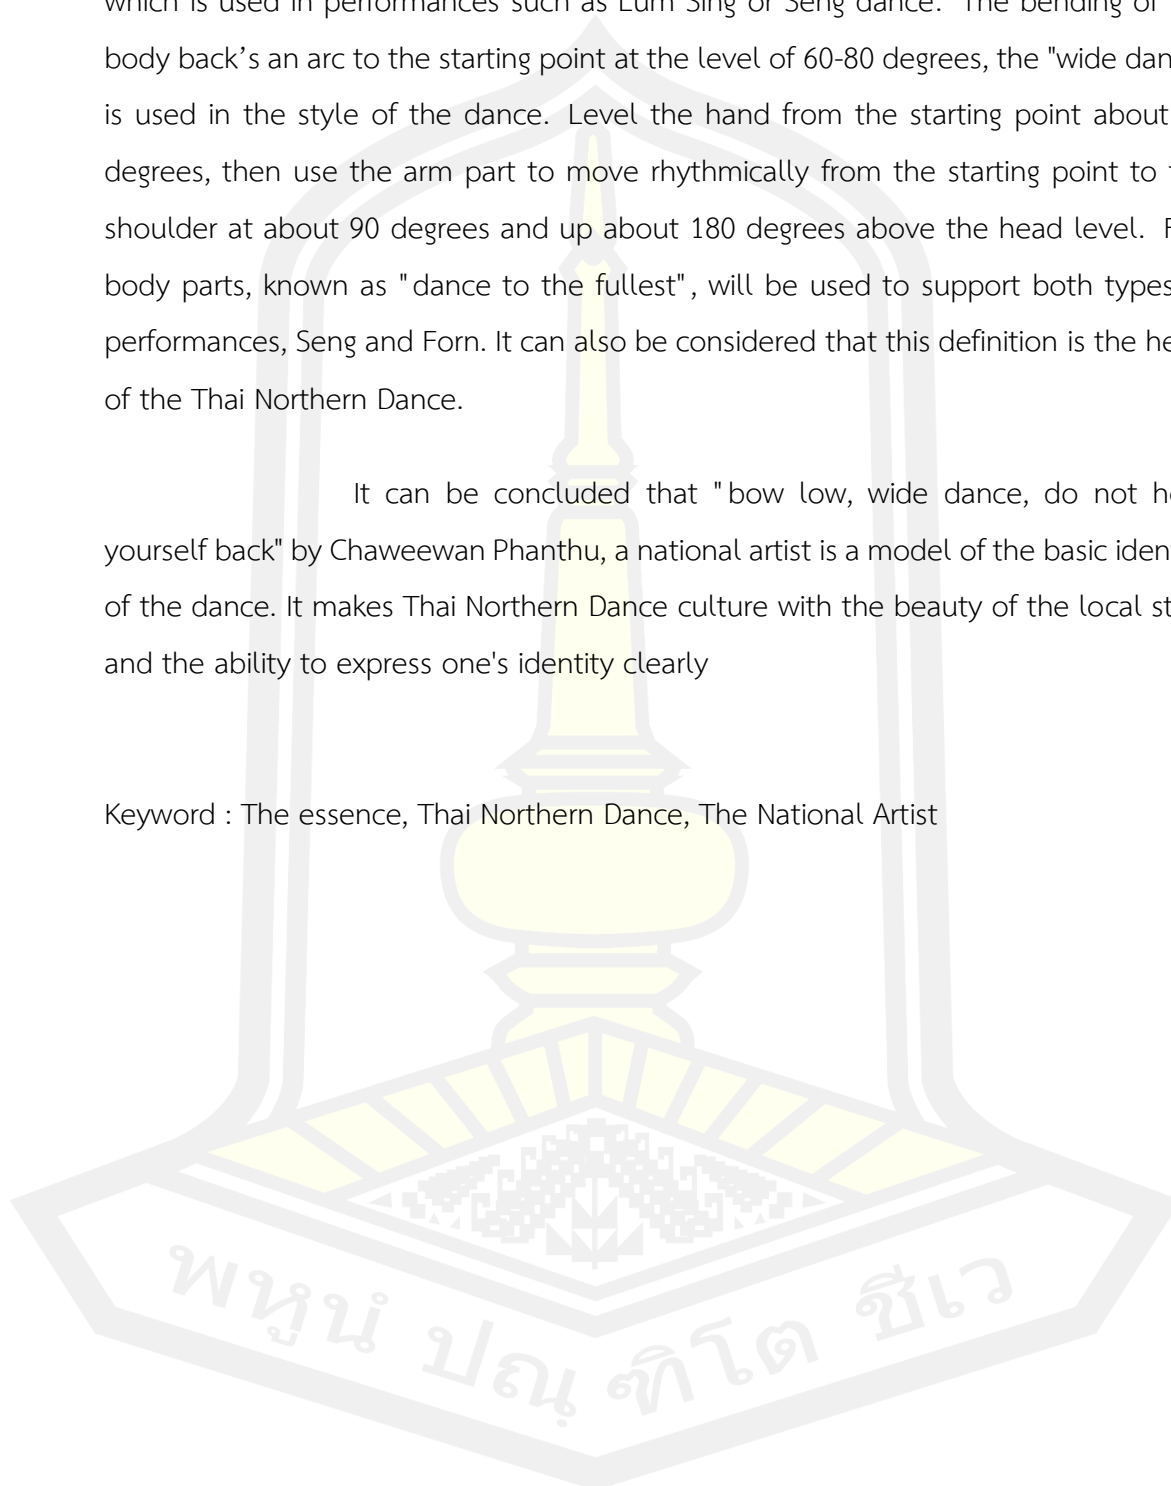 which is used in performances such as Lum Sing or Seng dance. The bending of
body back's an arc to the starting point at the level of 60-80 degrees, the "wide dan
is used in the style of the dance. Level the hand from the starting point about
degrees, then use the arm part to move rhythmically from the starting point to
shoulder at about 90 degrees and up about 180 degrees above the head level.
body parts, known as "dance to the fullest", will be used to support both types
performances, Seng and Forn. It can also be considered that this definition is the he
of the Thai Northern Dance.
It can be concluded that "bow low, wide dance, do not h
yourself back" by Chaweewan Phanthu, a national artist is a model of the basic iden
of the dance. It makes Thai Northern Dance culture with the beauty of the local st
and the ability to express one's identity clearly
Keyword : The essence, Thai Northern Dance, The National Artist
พหูนํ ปณฺฑิโต ชีเว